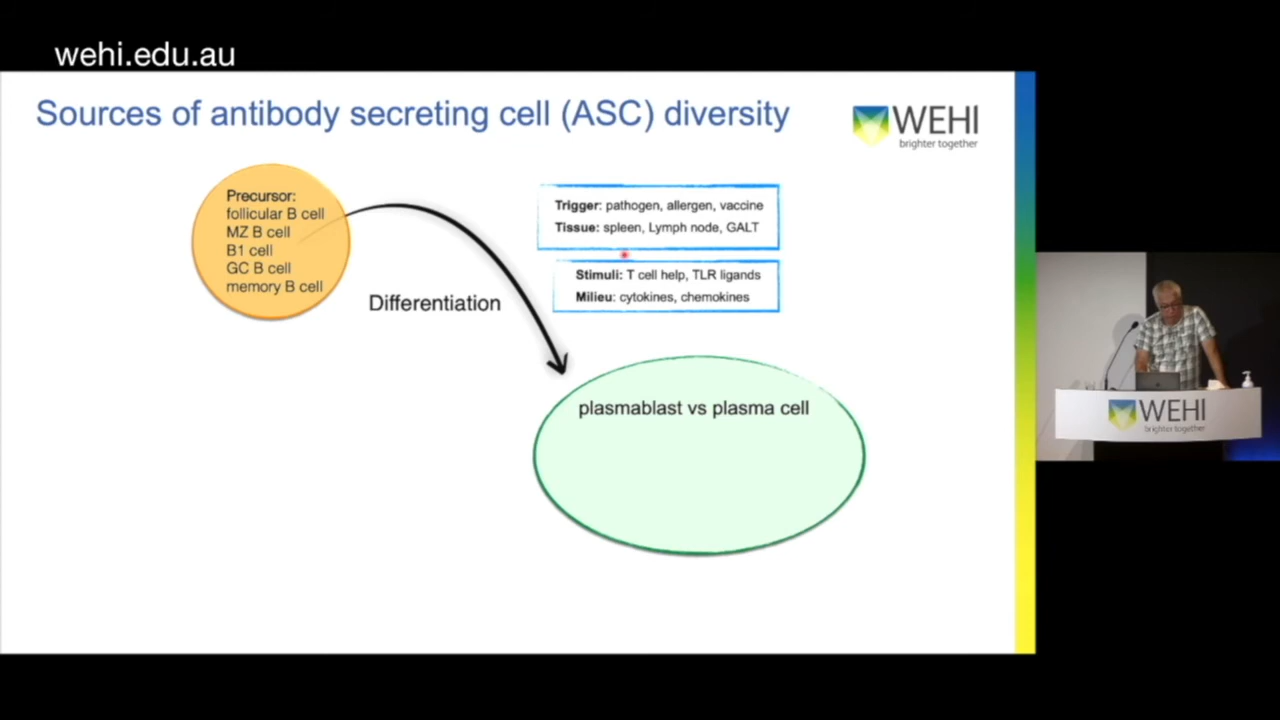 wehi.edu.au
Sources of antibody secreting cell (ASC) diversity
WEHI
brighter together
Precursor:
follicular B cell
MZ B cell
B1 cell
GC B cell
memory B cell
Differentiation
Trigger: pathogen, allergen, vaccine
Tissue: spleen, Lymph node, GALT
Stimuli: T cell help, TLR ligands
Milieu: cytokines, chemokines
plasmablast vs plasma cell
WEHI
brighter together